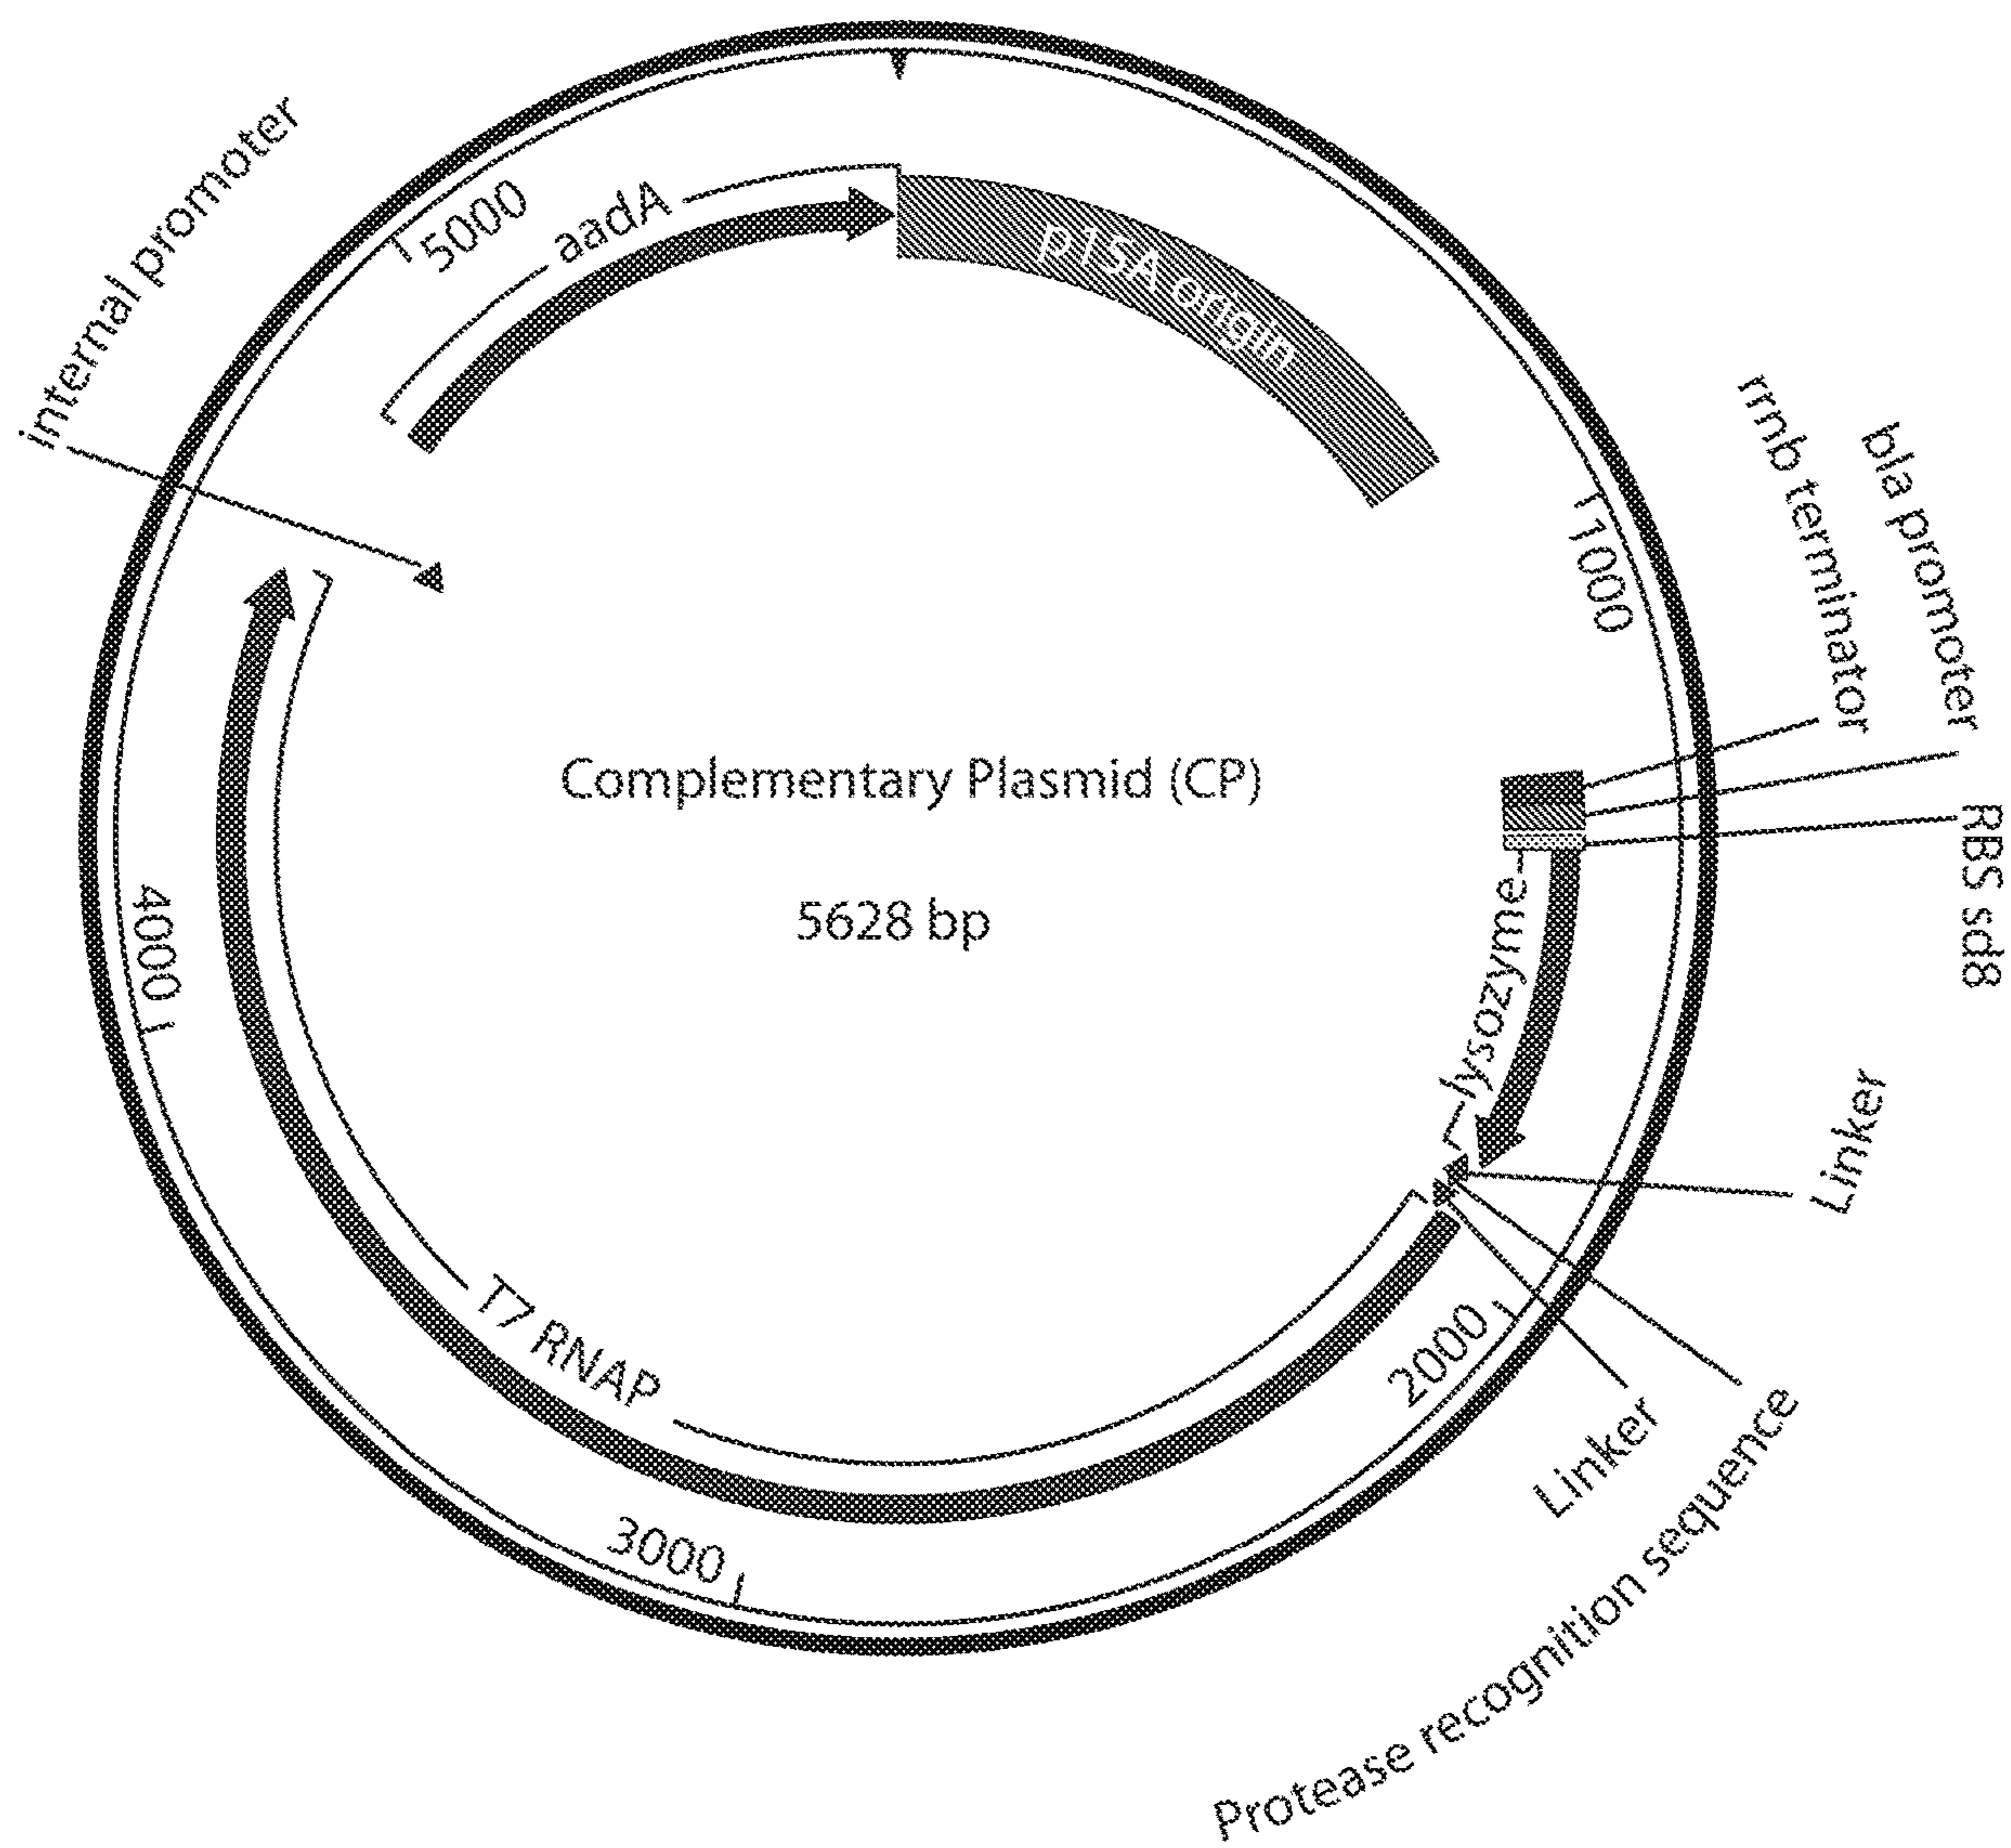 internal promoter
5000
aadA
p15A origin
1000
rrnb terminator
bla promoter
RBS sd8
Complementary Plasmid (CP)
5628 bp
lysozyme
Linker
4000
T7 RNAP
2000
Linker
Protease recognition sequence
3000